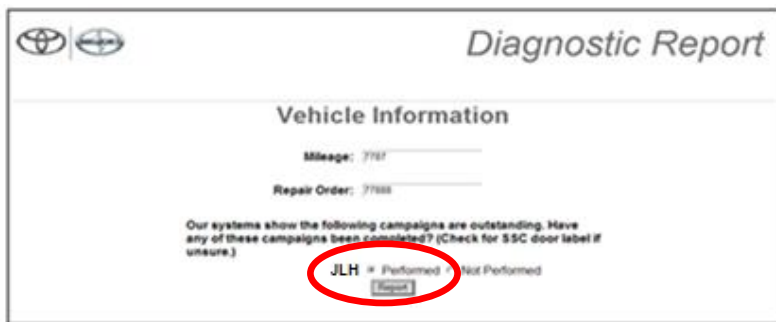 Diagnostic Report
Vehicle Information
Mileage: 7787
Repair Order: 77888
Our systems show the following campaigns are outstanding. Have
any of these campaigns been completed? (Check for SSC door label if
unsure.)
JLH Performed Not Performed
Report